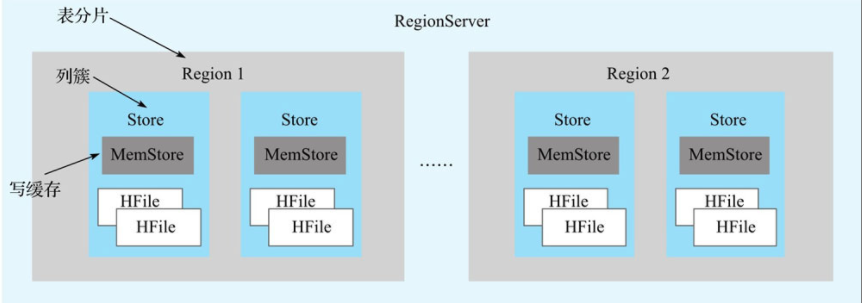 表分片
RegionServer
Region 1
Region 2
列簇
Store
Store
Store
Store
MemStore
MemStore
......
MemStore
MemStore
写缓存
HFile
HFile
HFile
HFile
HFile
HFile
HFile
HFile